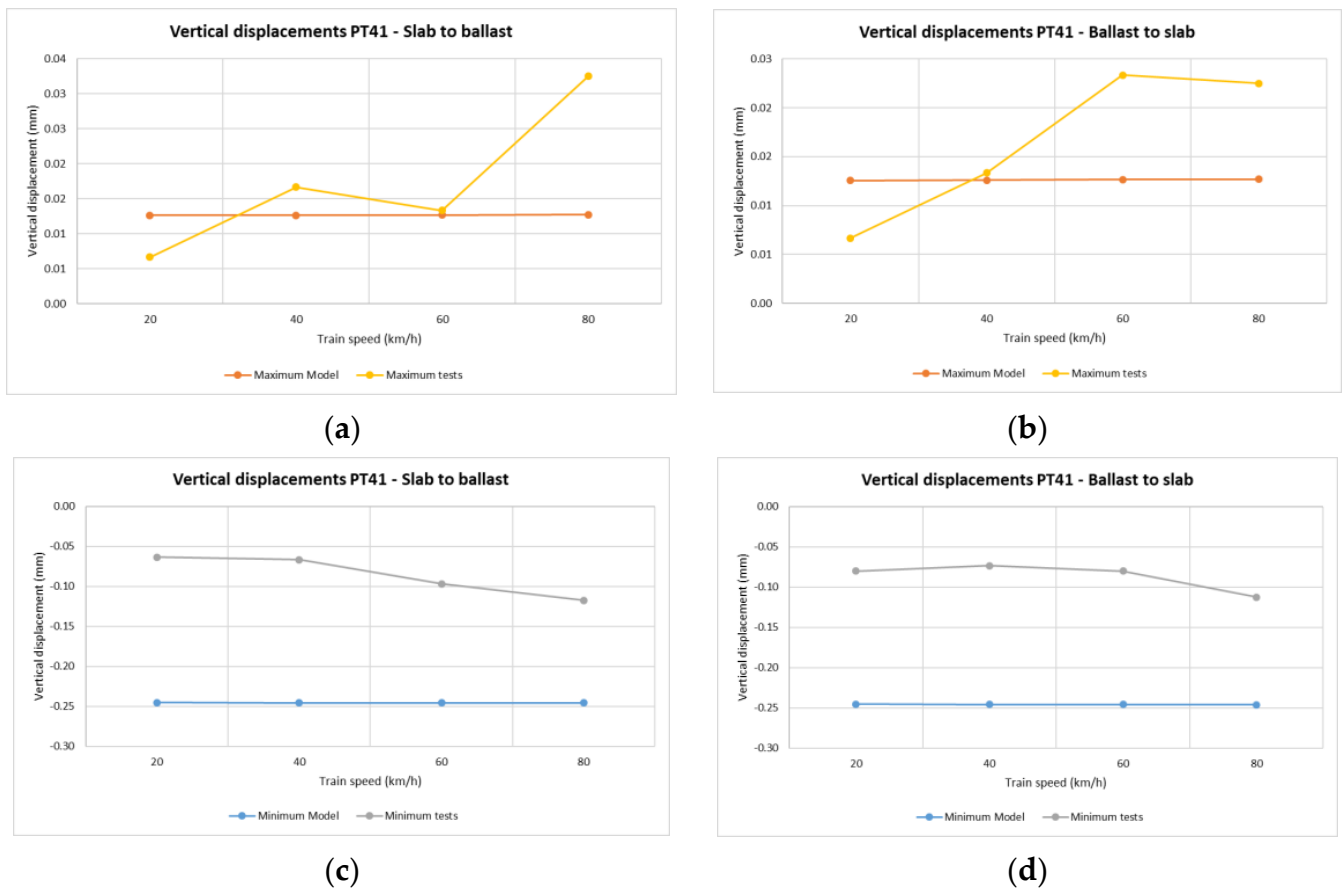 Vertical displacements PT41 - Slab to ballast
Vertical displacement (mm)
0.04
0.03
0.03
0.02
0.02
0.01
0.01
0.00
20
40
60
80
Train speed (km/h)
Maximum Model
Maximum tests
(a)
Vertical displacements PT41 - Ballast to slab
Vertical displacement (mm)
0.03
0.02
0.02
0.01
0.01
0.00
20
40
60
80
Train speed (km/h)
Maximum Model
Maximum tests
(b)
Vertical displacements PT41 - Slab to ballast
Vertical displacement (mm)
0.00
-0.05
-0.10
-0.15
-0.20
-0.25
-0.30
20
40
60
80
Train speed (km/h)
Minimum Model
Minimum tests
(c)
Vertical displacements PT41 - Ballast to slab
Vertical displacement (mm)
0.00
-0.05
-0.10
-0.15
-0.20
-0.25
-0.30
20
40
60
80
Train speed (km/h)
Minimum Model
Minimum tests
(d)